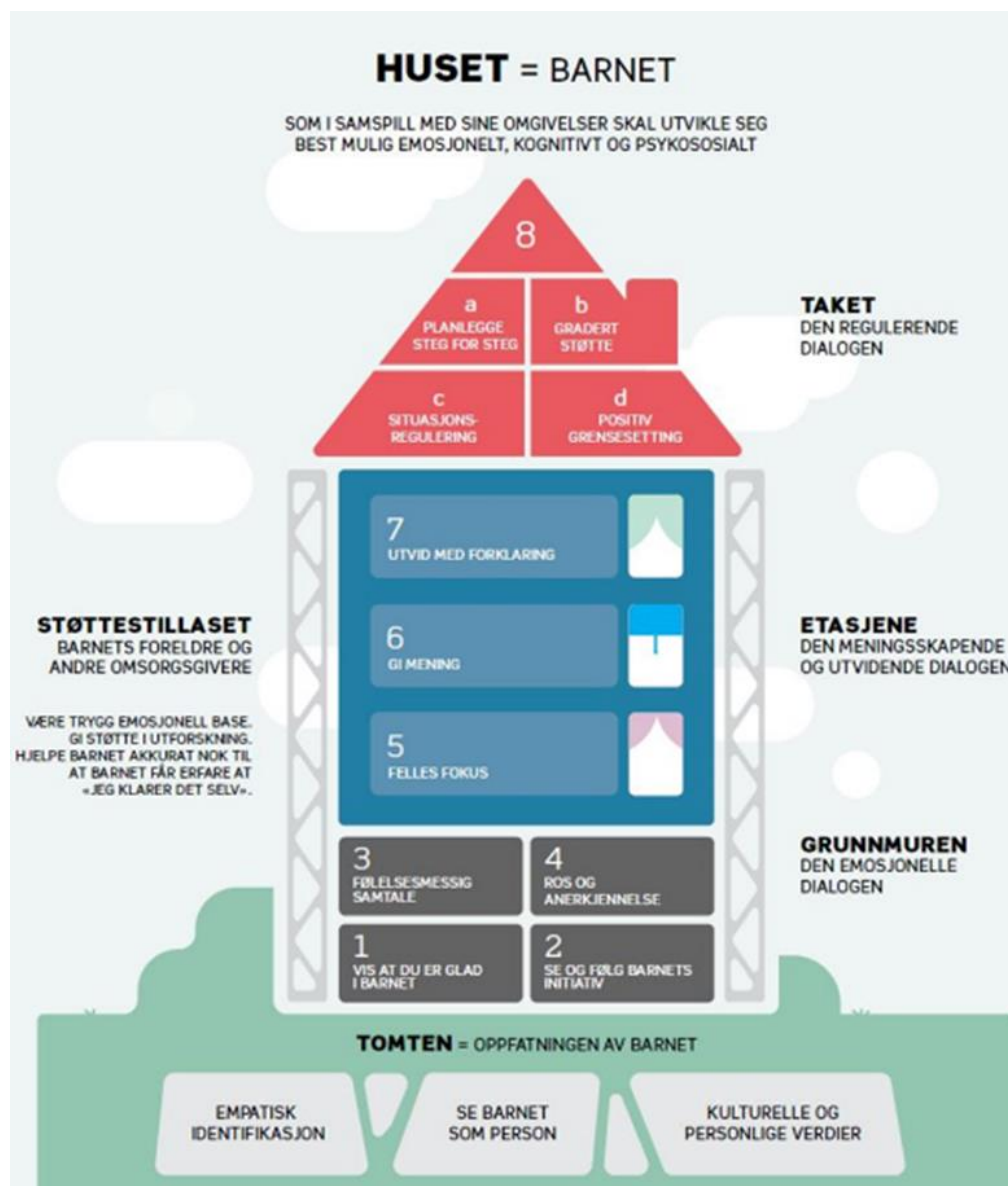 HUSET = BARNET
SOM I SAMSPILL MED SINE OMGIVELSER SKAL UTVIKLE SEG
BEST MULIG EMOSJONELT, KOGNITIVT OG PSYKOSOSIALT
8
a
PLANLEGGE
STEG FOR STEG
b
GRADERT
STØTTE
c
SITUASJONS-
REGULERING
d
POSITIV
GRENSESETTING
TAKET
DEN REGULERENDE
DIALOGEN
7
UTVID MED FORKLARING
6
GI MENING
5
FELLES FOKUS
STØTTESTILLASET
BARNETS FORELDRE OG
ANDRE OMSORGSGIVERE
VÆRE TRYGG EMOSJONELL BASE.
GI STØTTE I UTFORSKNING.
HJELPE BARNET AKKURAT NOK TIL
AT BARNET FÅR ERFARE AT
«JEG KLARER DET SELV».
ETASJENE
DEN MENINGSSKAPENDE
OG UTVIDENDE DIALOGEN
3
FØLELSESMESSIG
SAMTALE
4
ROS OG
ANERKJENNELSE
1
VIS AT DU ER GLAD
I BARNET
2
SE OG FØLG BARNETS
INITIATIV
GRUNNMUREN
DEN EMOSJONELLE
DIALOGEN
TOMTEN = OPPFATNINGEN AV BARNET
EMPATISK
IDENTIFIKASJON
SE BARNET
SOM PERSON
KULTURELLE OG
PERSONLIGE VERDIER